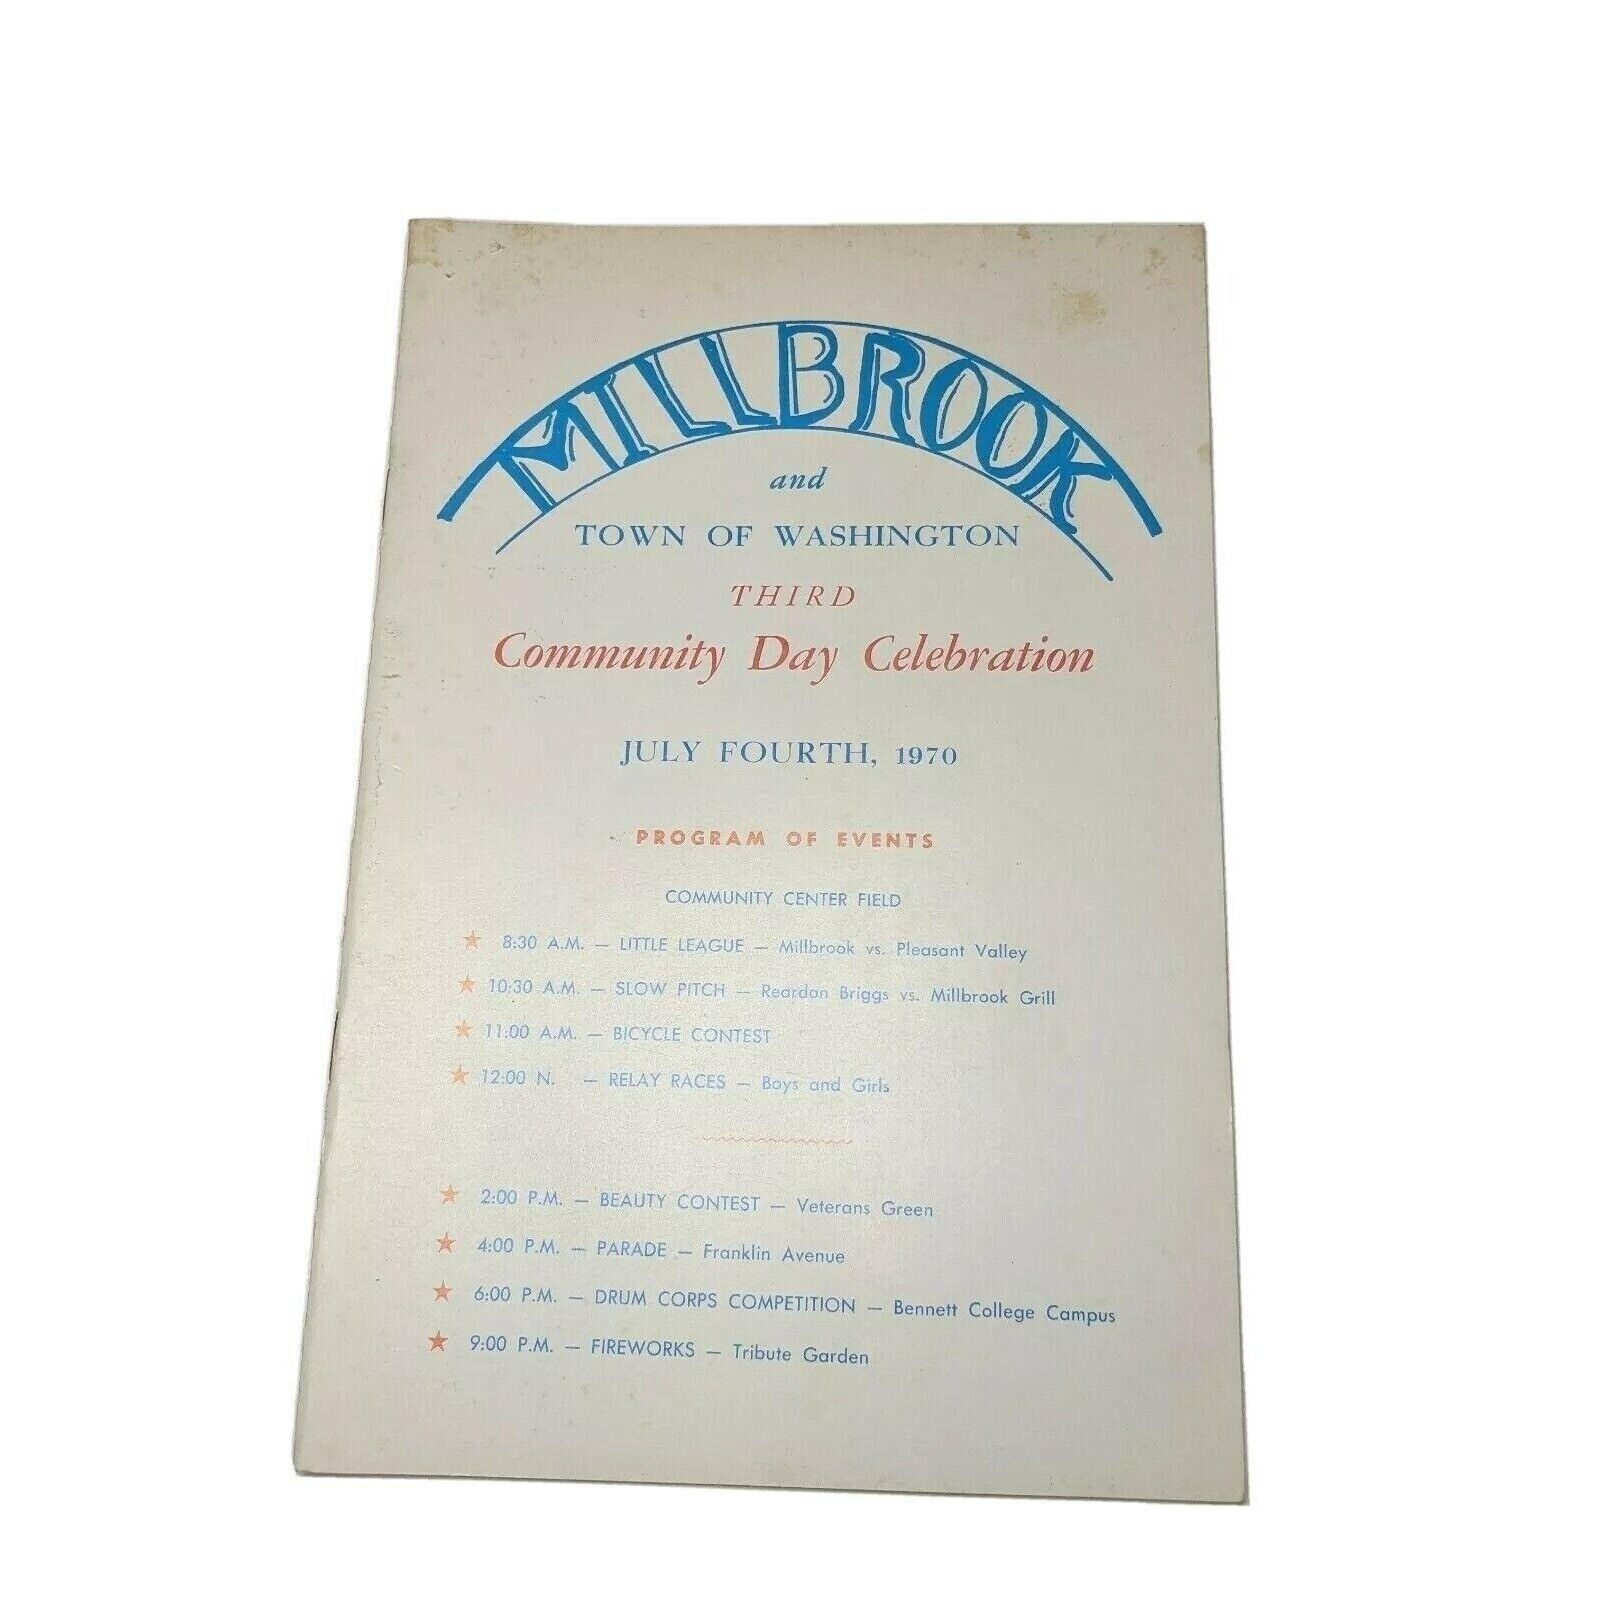 MILLBROOK
and
TOWN OF WASHINGTON
THIRD
Community Day Celebration
JULY FOURTH, 1970
PROGRAM OF EVENTS
COMMUNITY CENTER FIELD
★ 8:30 A.M. — LITTLE LEAGUE — Millbrook vs. Pleasant Valley
★ 10:30 A.M. — SLOW PITCH — Reardon Briggs vs. Millbrook Grill
★ 11:00 A.M. — BICYCLE CONTEST
★ 12:00 N. — RELAY RACES — Boys and Girls
★ 2:00 P.M. — BEAUTY CONTEST — Veterans Green
★ 4:00 P.M. — PARADE — Franklin Avenue
★ 6:00 P.M. — DRUM CORPS COMPETITION — Bennett College Campus
★ 9:00 P.M. — FIREWORKS — Tribute Garden